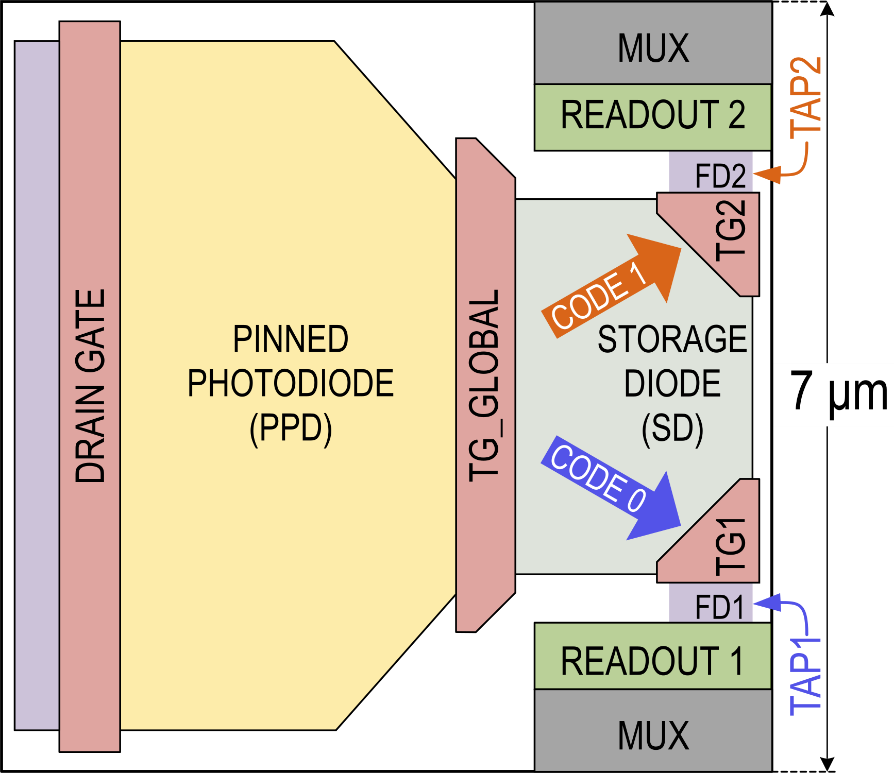 MUX
READOUT 2
TAP2
FD2
TG2
DRAIN GATE
PINNED
PHOTODIODE
(PPD)
TG_GLOBAL
CODE 1
STORAGE
DIODE
(SD)
7 µm
CODE 0
TG1
FD1
TAP1
READOUT 1
MUX